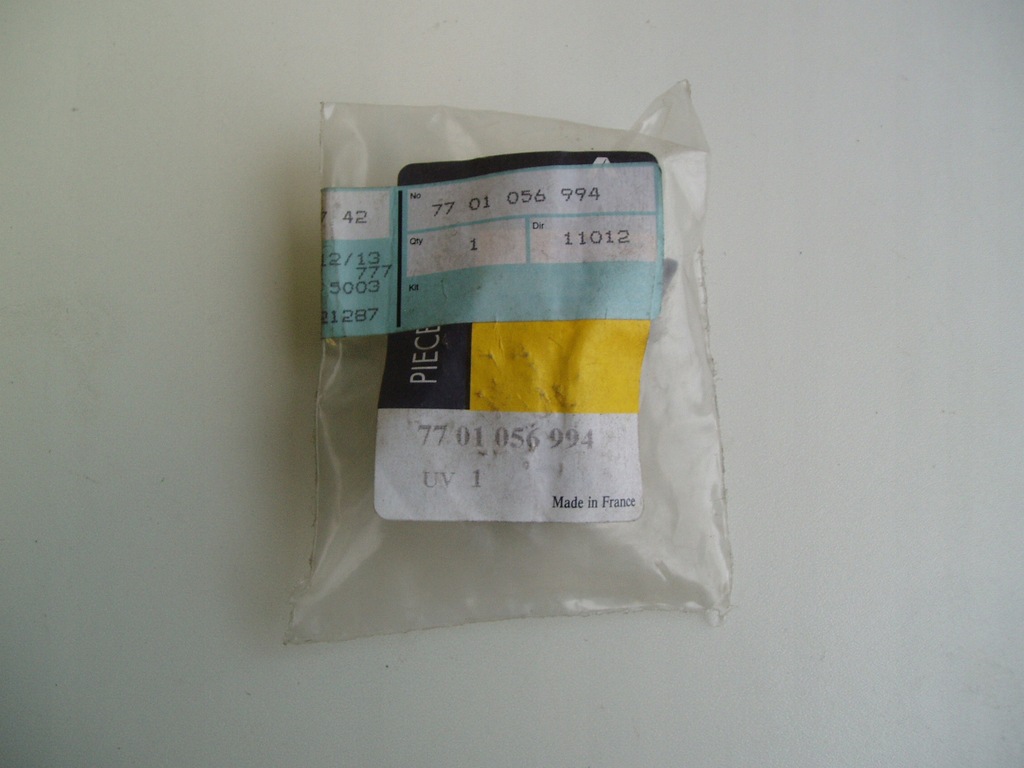 No 77 01 056 994
7 42
Qty 1 Dir 11012
12/13
777
5003
Kit
21287
PIECE
77 01 056 994
UV 1
Made in France